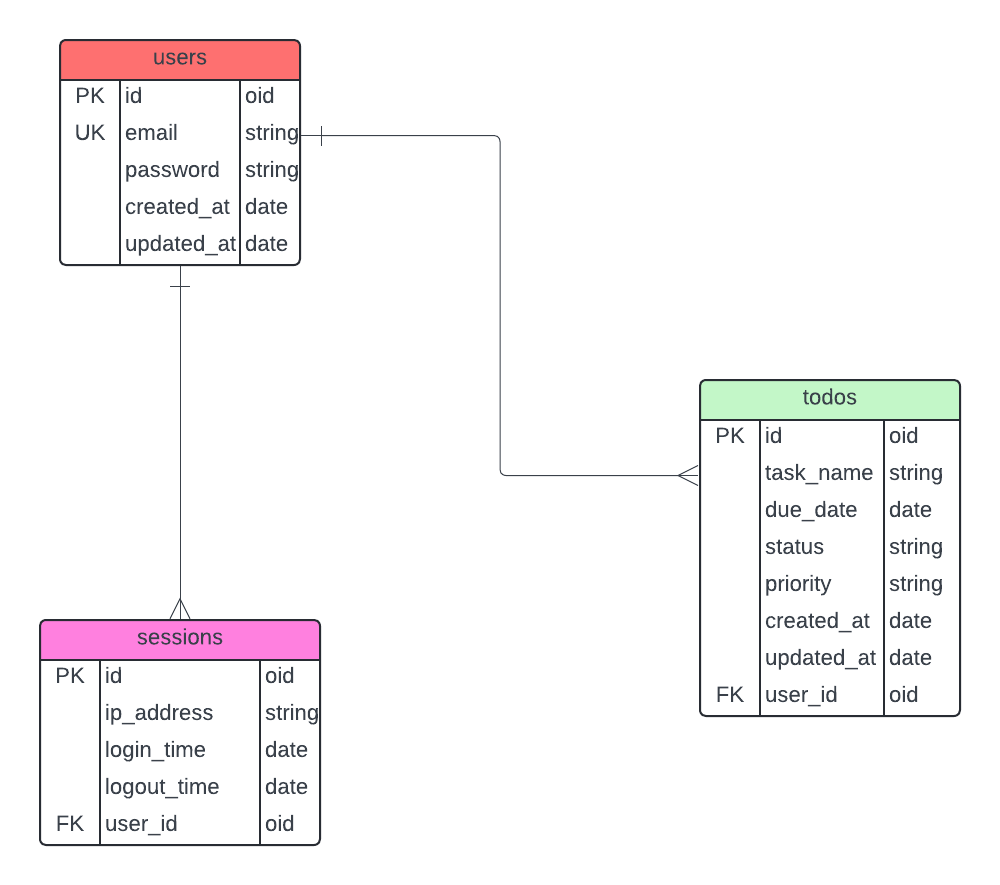 users
PK id oid
UK email string
password string
created_at date
updated_at date
todos
PK id oid
task_name string
due_date date
status string
priority string
created_at date
updated_at date
FK user_id oid
sessions
PK id oid
ip_address string
login_time date
logout_time date
FK user_id oid